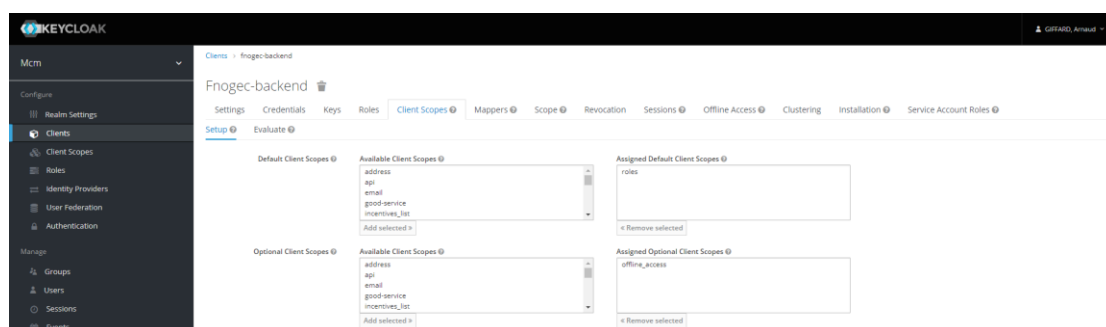 KEYCLOAK
GIFFARD, Arnaud
Mcm
Clients › fnogec-backend
Fnogec-backend
Configure
Realm Settings
Clients
Client Scopes
Roles
Identity Providers
User Federation
Authentication
Manage
Groups
Users
Sessions
Events
Settings Credentials Keys Roles Client Scopes Mappers Scope Revocation Sessions Offline Access Clustering Installation Service Account Roles
Setup Evaluate
Default Client Scopes
Available Client Scopes
address
api
email
good-service
incentives_list
Add selected »
Assigned Default Client Scopes
roles
« Remove selected
Optional Client Scopes
Available Client Scopes
address
api
email
good-service
incentives_list
Add selected »
Assigned Optional Client Scopes
offline_access
« Remove selected